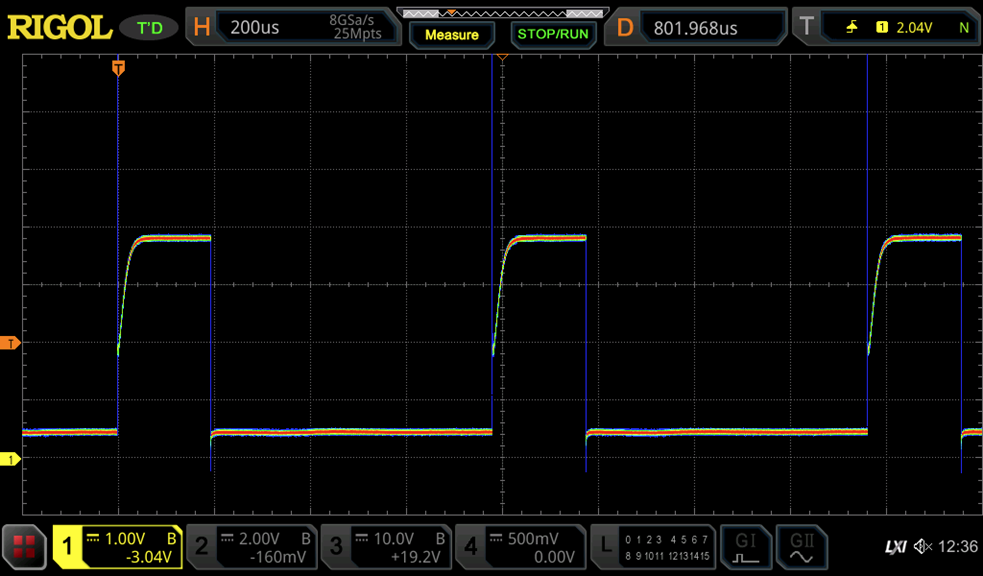 RIGOL T'D H 200us 8GSa/s 25Mpts Measure STOP/RUN D 801.968us T 1 2.04V N
T
T
1
1 1.00V B -3.04V 2 2.00V B -160mV 3 10.0V B +19.2V 4 500mV 0.00V L 0 1 2 3 4 5 6 7 8 9 10 11 12 13 14 15 GI GII LXI 12:36